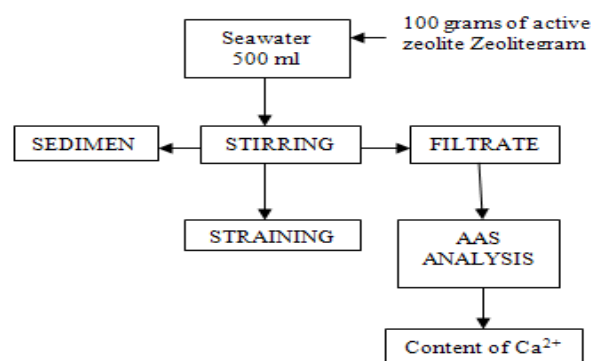 Seawater
500 ml
100 grams of active
zeolite Zeolitegram
SEDIMEN
STIRRING
FILTRATE
STRAINING
AAS
ANALYSIS
Content of Ca²⁺